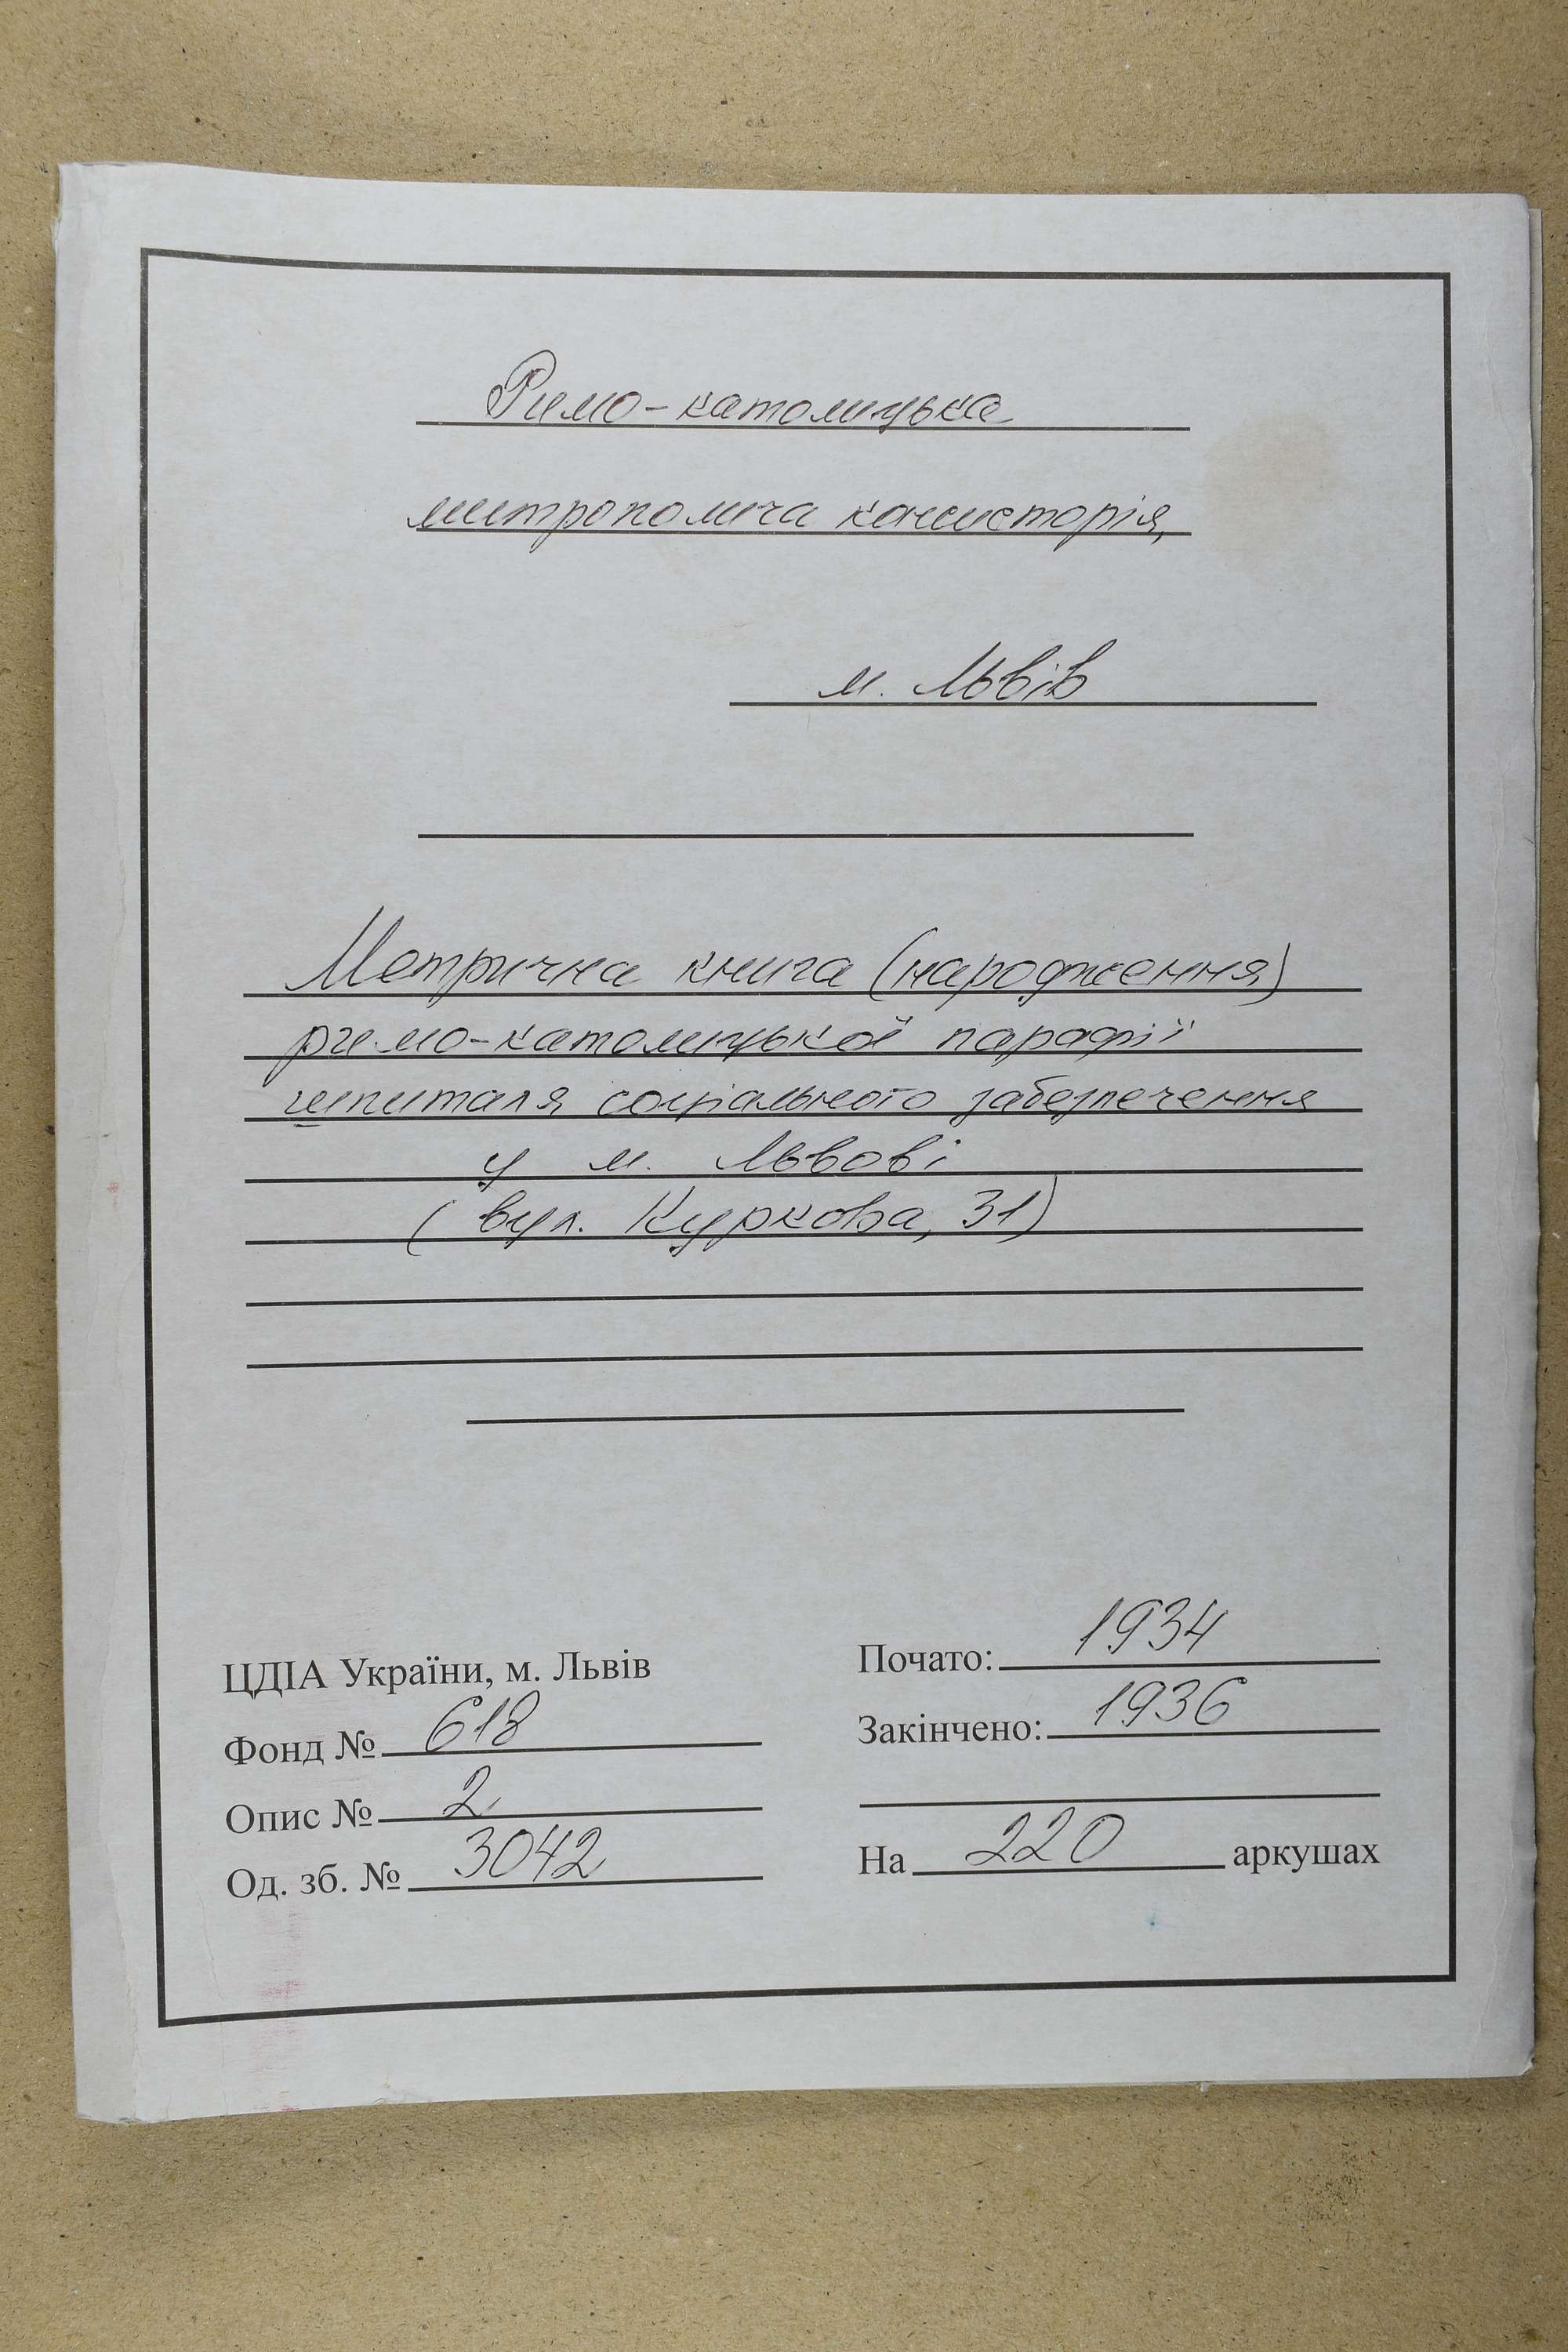 Римо-католицька
митрополича консисторія,
м. Львів
Метрична книга (народження)
римо-католицької парафії
шпиталя соціального забезпечення
у м. Львові
(вул. Куркова, 31)
ЦДІА України, м. Львів
Фонд № 618
Опис № 2
Од. зб. № 3042
Почато: 1934
Закінчено: 1936
На 220 аркушах